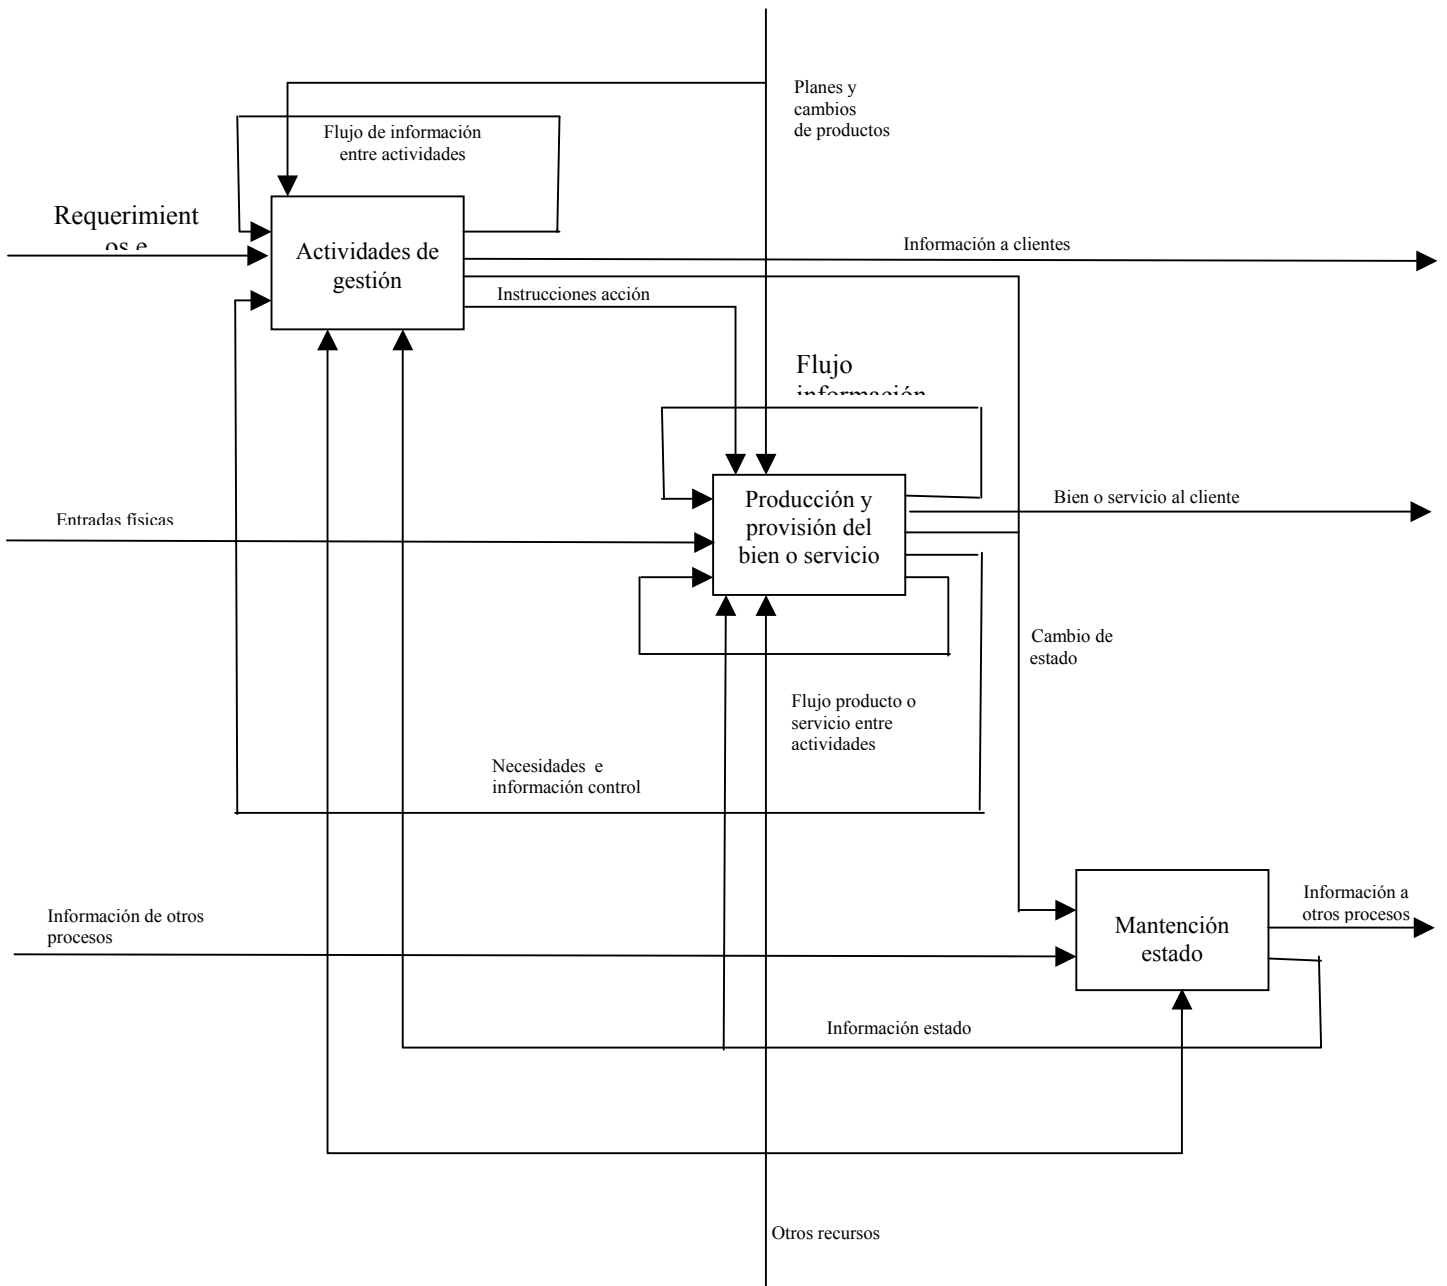 Planes y
cambios
de productos
Flujo de información
entre actividades
Requerimient
os e
Actividades de
gestión
Información a clientes
Instrucciones acción
Flujo
información
Producción y
provisión del
bien o servicio
Bien o servicio al cliente
Entradas físicas
Cambio de
estado
Flujo producto o
servicio entre
actividades
Necesidades e
información control
Mantención
estado
Información a
otros procesos
Información de otros
procesos
Información estado
Otros recursos